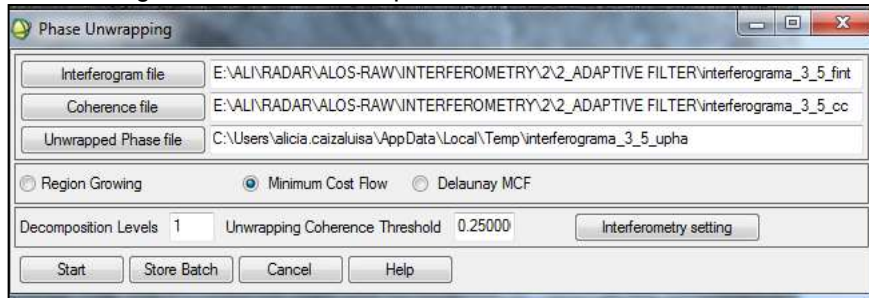 Phase Unwrapping
Interferogram file E:\ALI\RADAR\ALOS-RAW\INTERFEROMETRY\2\2_ADAPTIVE FILTER\interferograma_3_5_fint
Coherence file E:\ALI\RADAR\ALOS-RAW\INTERFEROMETRY\2\2_ADAPTIVE FILTER\interferograma_3_5_cc
Unwrapped Phase file C:\Users\alicia.caizaluisa\AppData\Local\Temp\interferograma_3_5_upha
Region Growing Minimum Cost Flow Delaunay MCF
Decomposition Levels 1 Unwrapping Coherence Threshold 0.25000 Interferometry setting
Start Store Batch Cancel Help